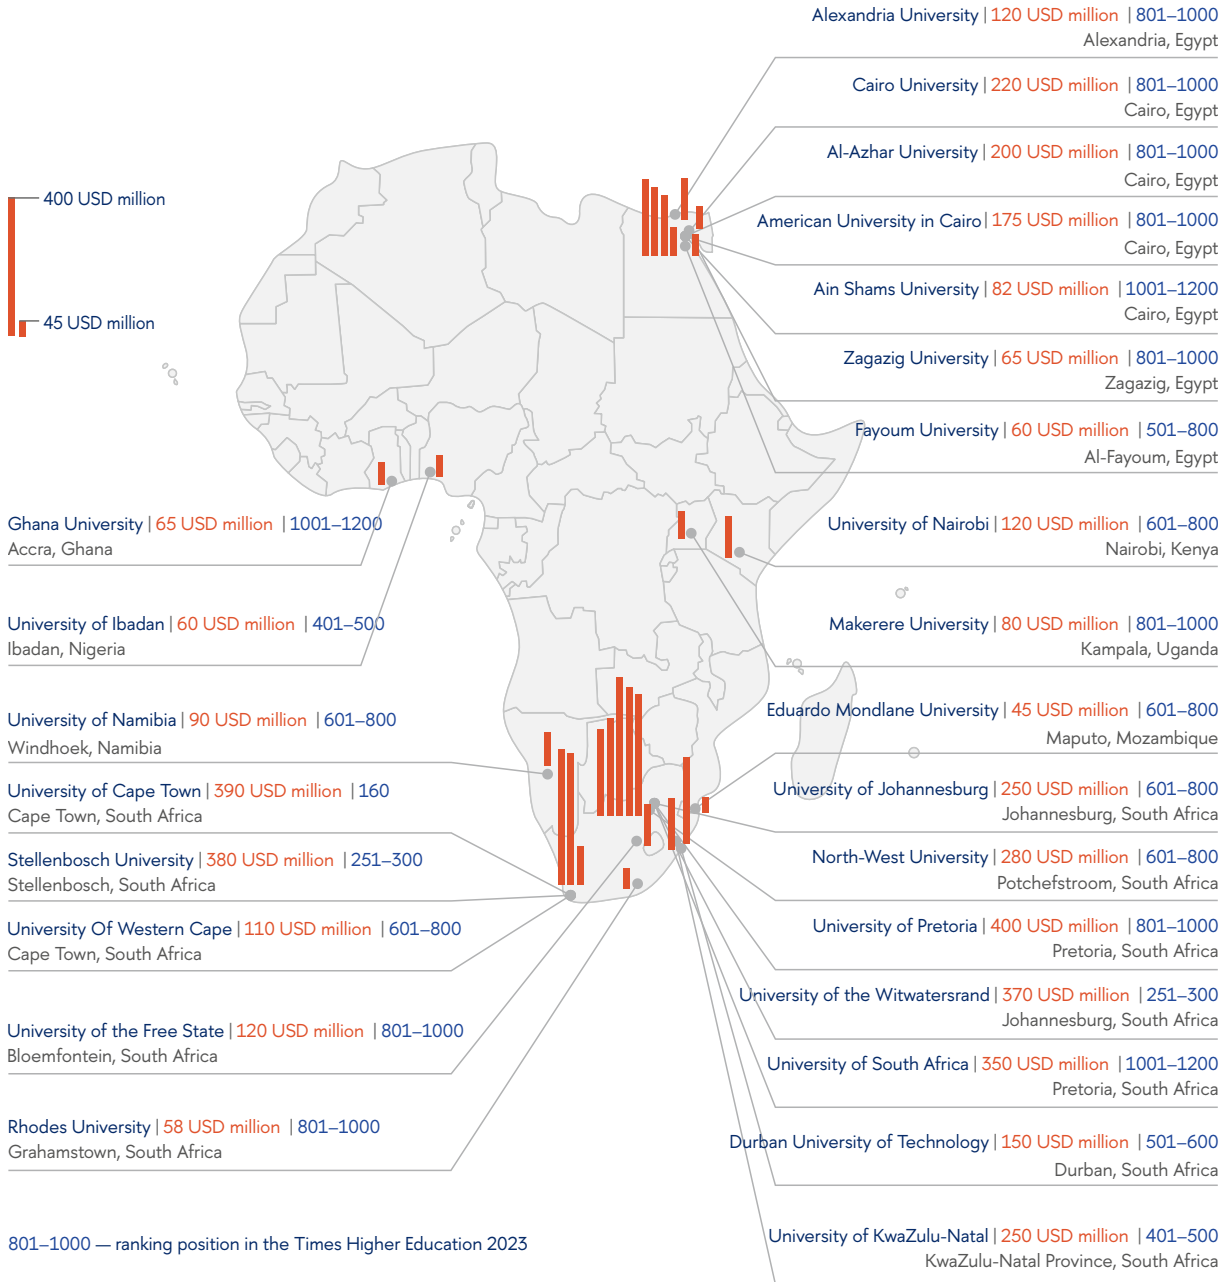 Alexandria University | 120 USD million | 801–1000
Alexandria, Egypt
Cairo University | 220 USD million | 801–1000
Cairo, Egypt
Al-Azhar University | 200 USD million | 801–1000
Cairo, Egypt
American University in Cairo | 175 USD million | 801–1000
Cairo, Egypt
Ain Shams University | 82 USD million | 1001–1200
Cairo, Egypt
Zagazig University | 65 USD million | 801–1000
Zagazig, Egypt
Fayoum University | 60 USD million | 501–800
Al-Fayoum, Egypt
University of Nairobi | 120 USD million | 601–800
Nairobi, Kenya
Makerere University | 80 USD million | 801–1000
Kampala, Uganda
Eduardo Mondlane University | 45 USD million | 601–800
Maputo, Mozambique
University of Johannesburg | 250 USD million | 601–800
Johannesburg, South Africa
North-West University | 280 USD million | 601–800
Potchefstroom, South Africa
University of Pretoria | 400 USD million | 801–1000
Pretoria, South Africa
University of the Witwatersrand | 370 USD million | 251–300
Johannesburg, South Africa
University of South Africa | 350 USD million | 1001–1200
Pretoria, South Africa
Durban University of Technology | 150 USD million | 501–600
Durban, South Africa
University of KwaZulu-Natal | 250 USD million | 401–500
KwaZulu-Natal Province, South Africa
400 USD million
45 USD million
Ghana University | 65 USD million | 1001–1200
Accra, Ghana
University of Ibadan | 60 USD million | 401–500
Ibadan, Nigeria
University of Namibia | 90 USD million | 601–800
Windhoek, Namibia
University of Cape Town | 390 USD million | 160
Cape Town, South Africa
Stellenbosch University | 380 USD million | 251–300
Stellenbosch, South Africa
University Of Western Cape | 110 USD million | 601–800
Cape Town, South Africa
University of the Free State | 120 USD million | 801–1000
Bloemfontein, South Africa
Rhodes University | 58 USD million | 801–1000
Grahamstown, South Africa
801–1000 — ranking position in the Times Higher Education 2023